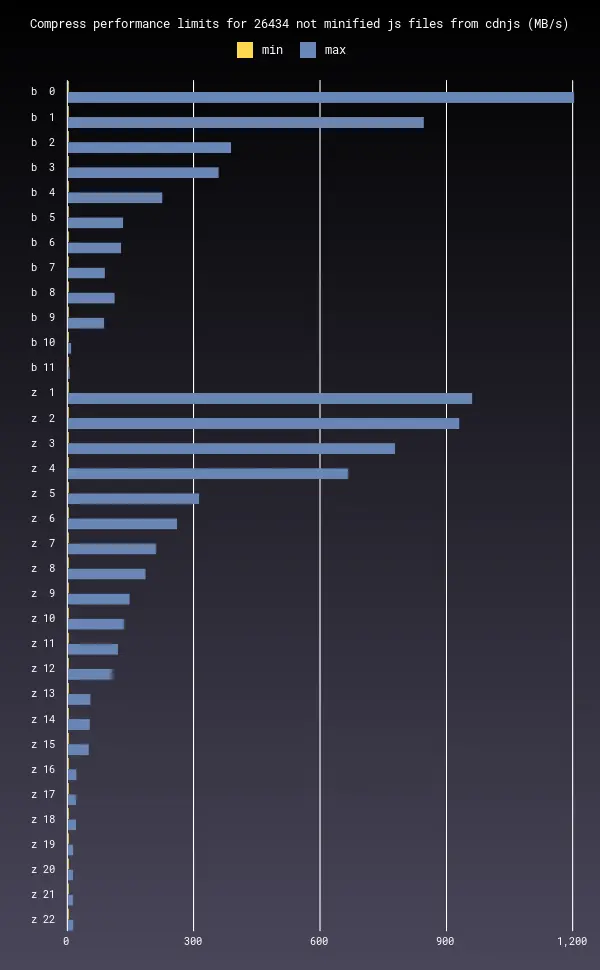 Compress performance limits for 26434 not minified js files from cdnjs (MB/s)
min max
b 0
b 1
b 2
b 3
b 4
b 5
b 6
b 7
b 8
b 9
b 10
b 11
z 1
z 2
z 3
z 4
z 5
z 6
z 7
z 8
z 9
z 10
z 11
z 12
z 13
z 14
z 15
z 16
z 17
z 18
z 19
z 20
z 21
z 22
0 300 600 900 1,200